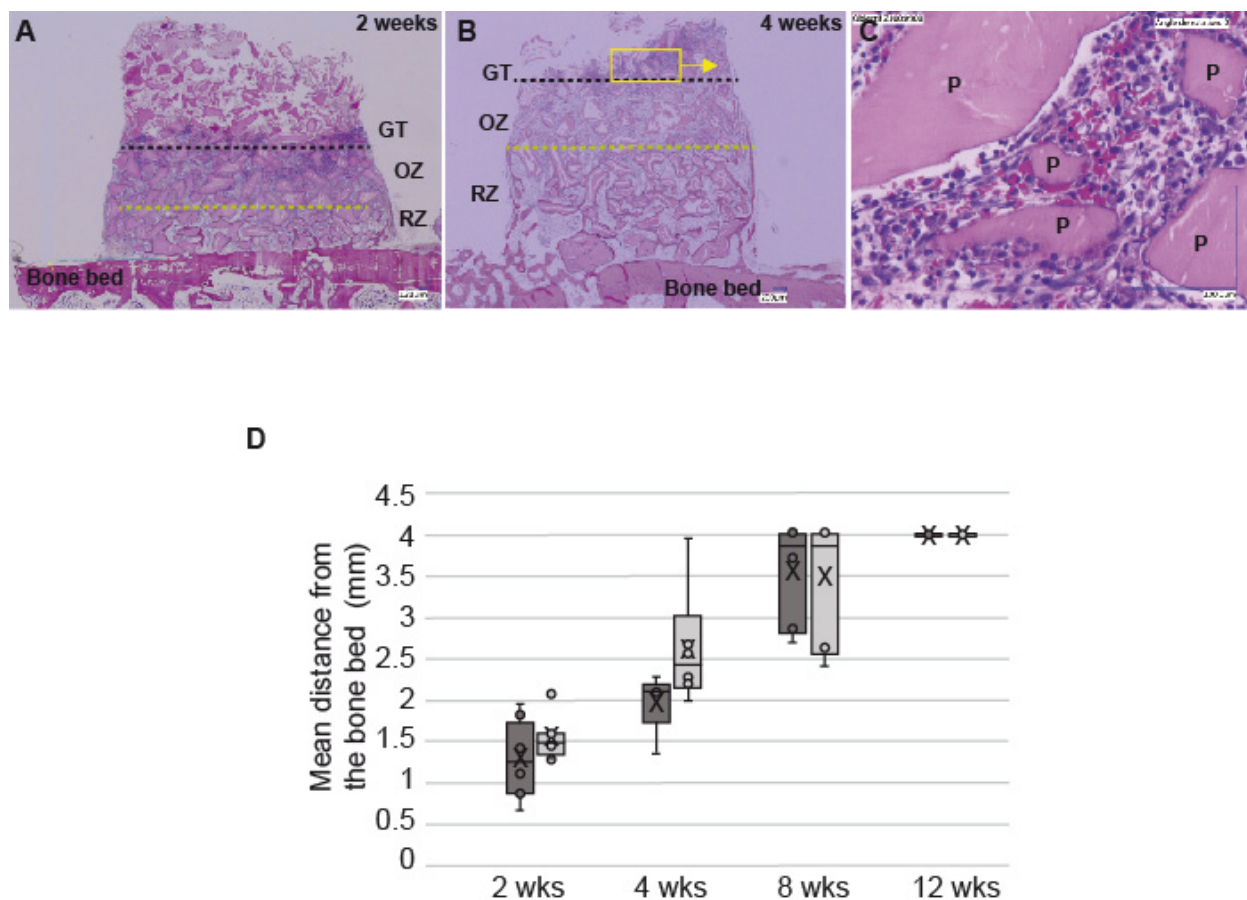 A
2 weeks
GT
OZ
RZ
Bone bed
B
4 weeks
GT
OZ
RZ
Bone bed
C
P
P
P
P
P
D
Mean distance from
the bone bed (mm)
4.5
4
3.5
3
2.5
2
1.5
1
0.5
0
2 wks
4 wks
8 wks
12 wks